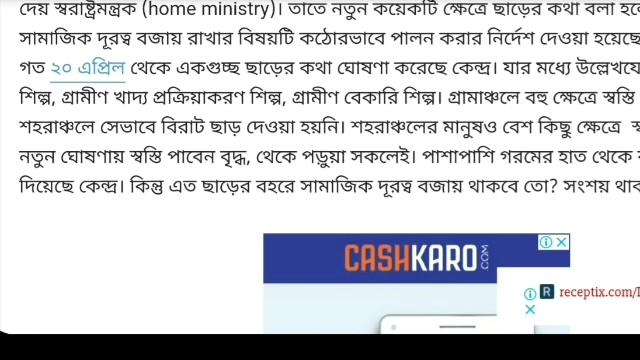 দেয় স্বরাষ্ট্রমন্ত্রক (home ministry)। তাতে নতুন কয়েকটি ক্ষেত্রে ছাড়ের কথা বলা
সামাজিক দূরত্ব বজায় রাখার বিষয়টি কঠোরভাবে পালন করার নির্দেশ দেওয়া হয়েছে
গত ২০ এপ্রিল থেকে একগুচ্ছ ছাড়ের কথা ঘোষণা করেছে কেন্দ্র। যার মধ্যে
শিল্প, গ্রামীণ খাদ্য প্রক্রিয়াকরণ শিল্প, গ্রামীণ বেকারি শিল্প। গ্রামাঞ্চলে বহু ক্ষেত্রে স্বস্তি
শহরাঞ্চলে সেভাবে বিরাট ছাড় দেওয়া হয়নি। শহরাঞ্চলের মানুষও বেশ কিছু ক্ষেত্রে
নতুন ঘোষণায় স্বস্তি পাবেন বৃদ্ধ, থেকে পড়ুয়া সকলেই। পাশাপাশি গরমের হাত থেকে
দিয়েছে কেন্দ্র। কিন্তু এত ছাড়ের বহরে সামাজিক দূরত্ব বজায় থাকবে তো? সংশয়
CASHKARO.COM
R receptix.com/